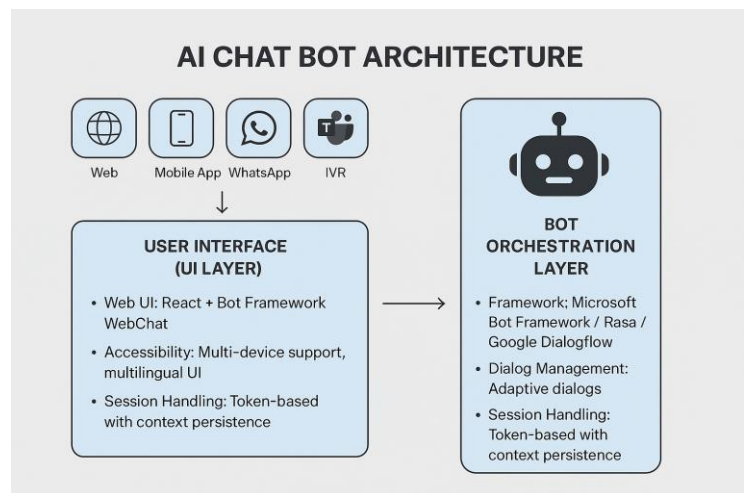 AI CHAT BOT ARCHITECTURE
Web
Mobile App
WhatsApp
T
IVR
USER INTERFACE
(UI LAYER)
• Web UI: React + Bot Framework
WebChat
• Accessibility: Multi-device support,
multilingual UI
• Session Handling: Token-based
with context persistence
BOT
ORCHESTRATION
LAYER
• Framework; Microsoft
Bot Framework / Rasa /
Google Dialogflow
• Dialog Management:
Adaptive dialogs
• Session Handling:
Token-based with
context persistence